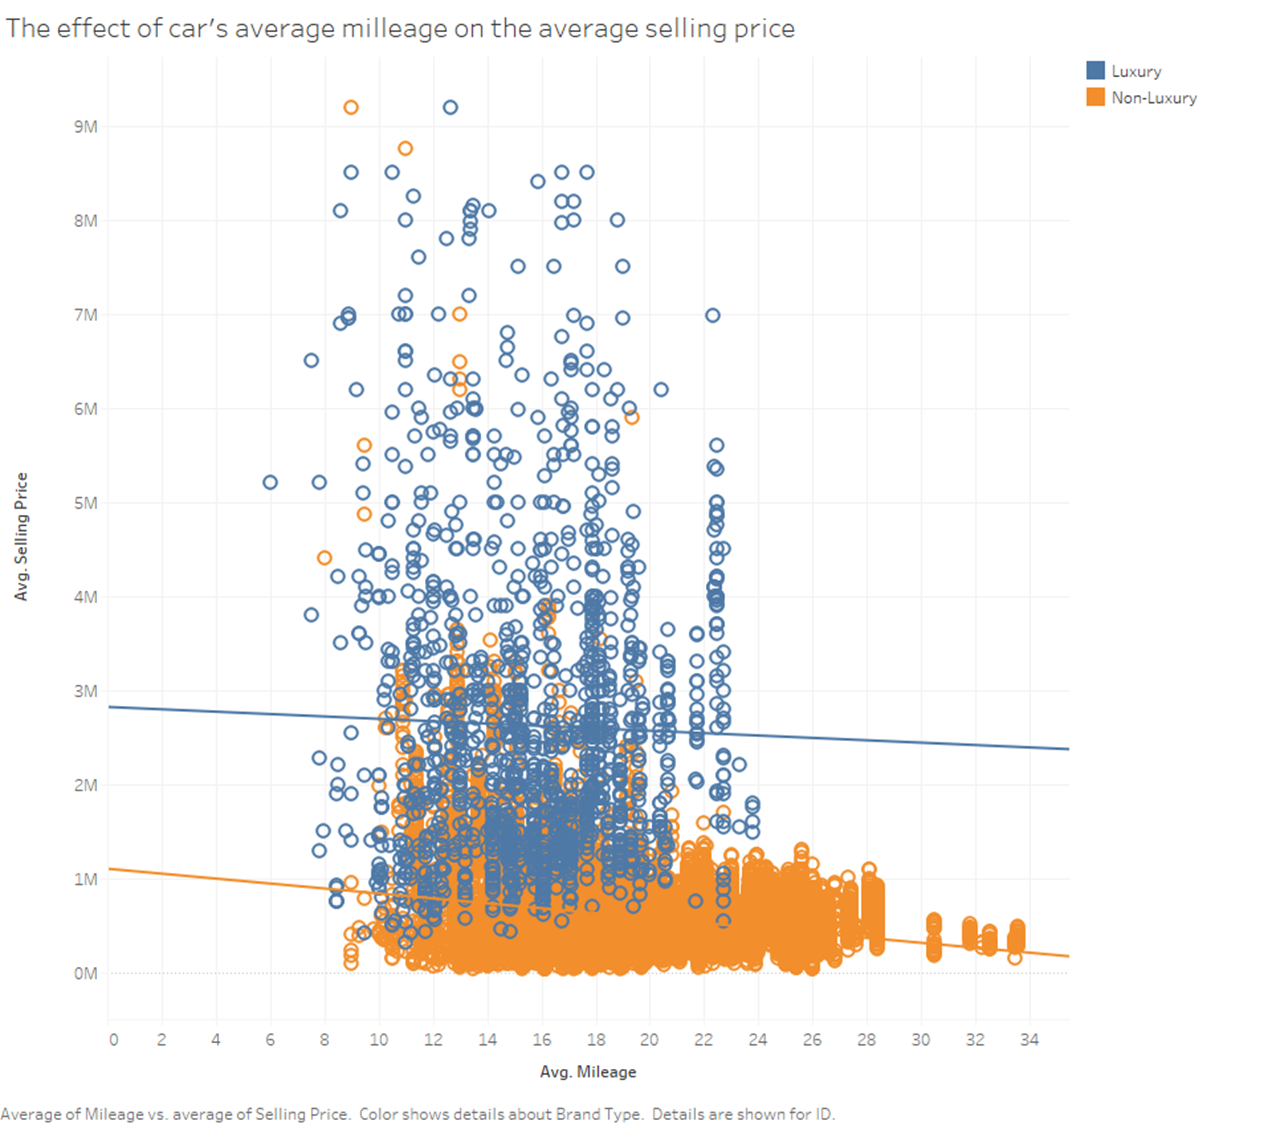 The effect of car's average milleage on the average selling price
Luxury
Non-Luxury
9M
8M
7M
6M
5M
4M
3M
2M
1M
0M
Avg. Selling Price
0 2 4 6 8 10 12 14 16 18 20 22 24 26 28 30 32 34
Avg. Mileage
Average of Mileage vs. average of Selling Price. Color shows details about Brand Type. Details are shown for ID.